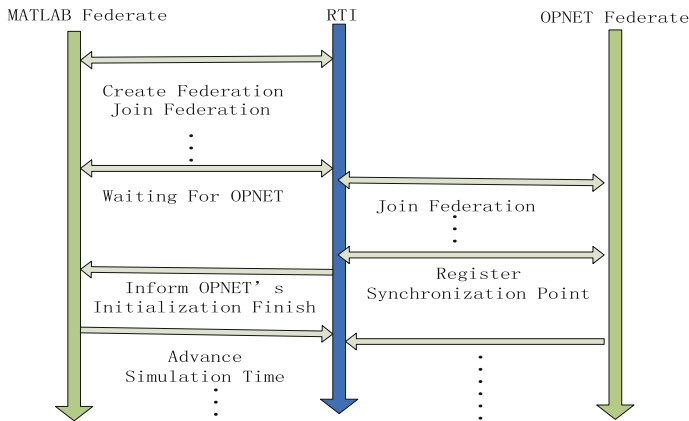 MATLAB Federate
RTI
OPNET Federate
Create Federation
Join Federation
Waiting For OPNET
Join Federation
Register
Synchronization Point
Inform OPNET’s
Initialization Finish
Advance
Simulation Time